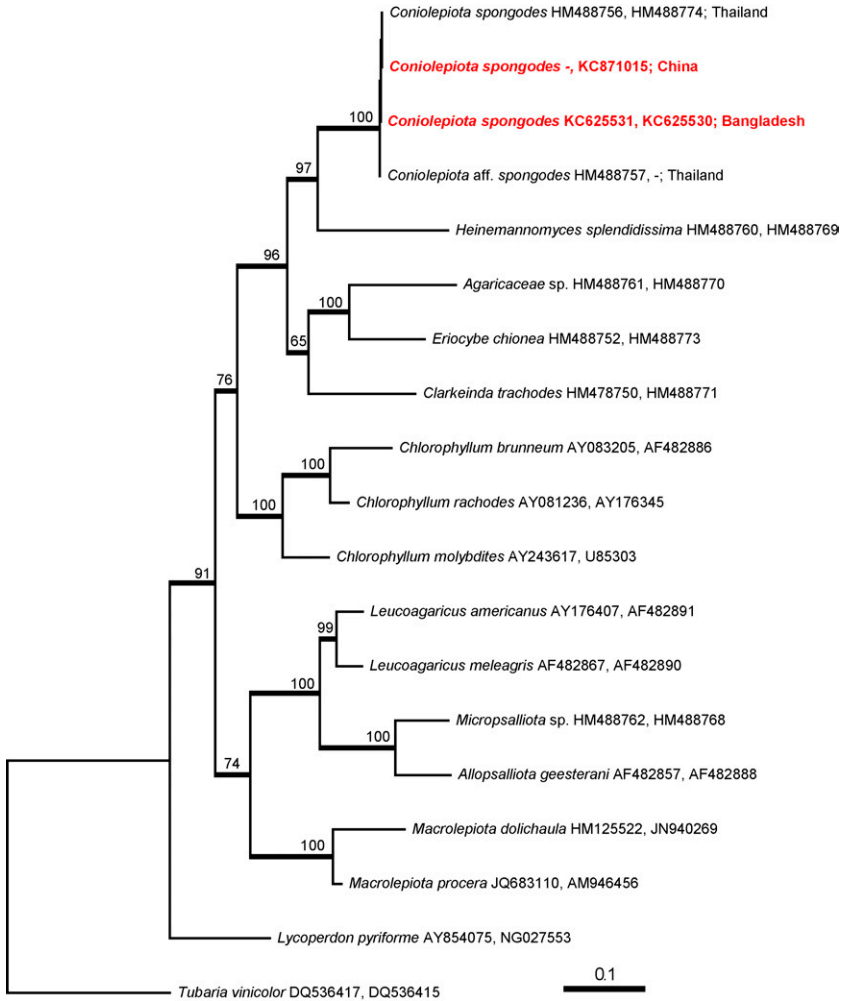 Coniolepiota spongodes HM488756, HM488774; Thailand
Coniolepiota spongodes -, KC871015; China
100
Coniolepiota spongodes KC625531, KC625530; Bangladesh
97
Coniolepiota aff. spongodes HM488757, -; Thailand
Heinemannomyces splendidissima HM488760, HM488769
96
Agaricaceae sp. HM488761, HM488770
100
Eriocybe chionea HM488752, HM488773
65
Clarkeinda trachodes HM478750, HM488771
76
Chlorophyllum brunneum AY083205, AF482886
100
Chlorophyllum rachodes AY081236, AY176345
100
Chlorophyllum molybdites AY243617, U85303
91
Leucoagaricus americanus AY176407, AF482891
99
Leucoagaricus meleagris AF482867, AF482890
100
Micropsalliota sp. HM488762, HM488768
100
74
Allopsalliota geesterani AF482857, AF482888
Macrolepiota dolichaula HM125522, JN940269
100
Macrolepiota procera JQ683110, AM946456
Lycoperdon pyriforme AY854075, NG027553
0.1
Tubaria vinicolor DQ536417, DQ536415